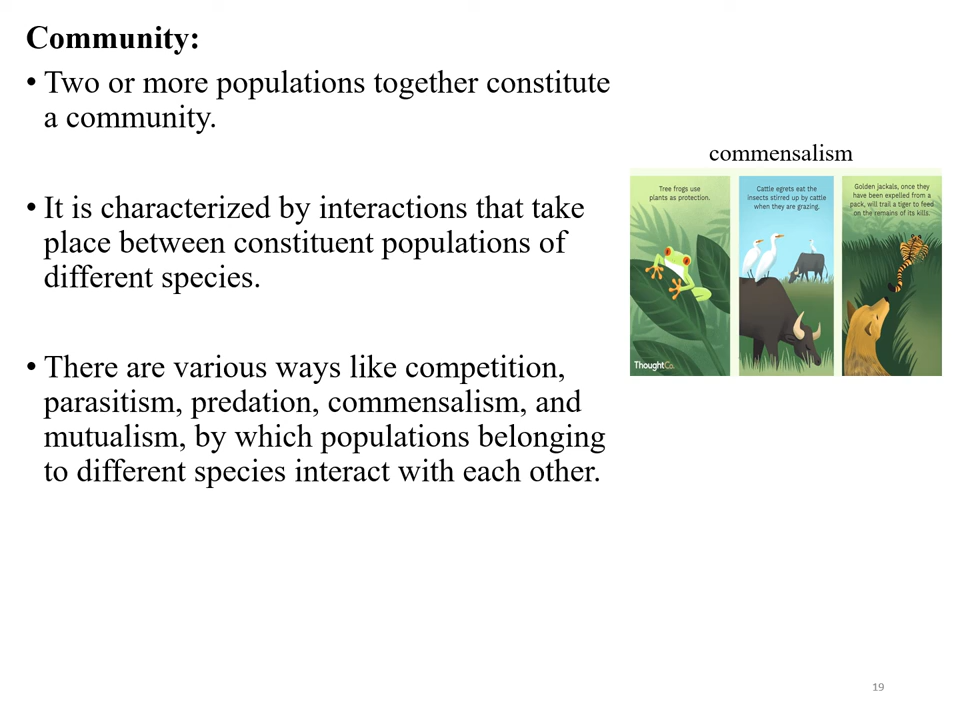 Community:
• Two or more populations together constitute
a community.
• It is characterized by interactions that take
place between constituent populations of
different species.
• There are various ways like competition,
parasitism, predation, commensalism, and
mutualism, by which populations belonging
to different species interact with each other.
commensalism
Tree frogs use
plants as protection.
ThoughtCo.
Cattle egrets eat the
insects stirred up by cattle
when they are grazing.
Golden jackals, once they
have been expelled from a
pack, will trail a tiger to feed
on the remains of its kills.
19